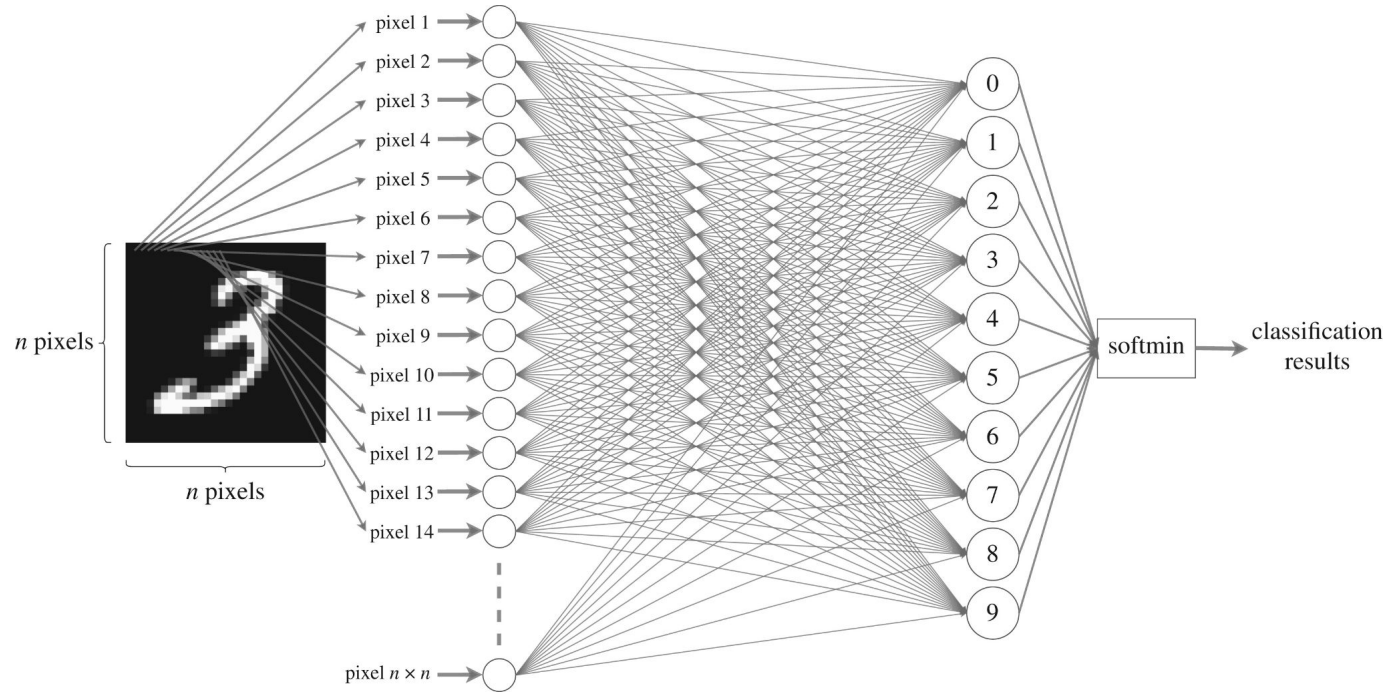 pixel 1
pixel 2
pixel 3
pixel 4
pixel 5
pixel 6
pixel 7
pixel 8
pixel 9
pixel 10
pixel 11
pixel 12
pixel 13
pixel 14
pixel n × n
n pixels
n pixels
0
1
2
3
4
5
6
7
8
9
softmin
classification
results